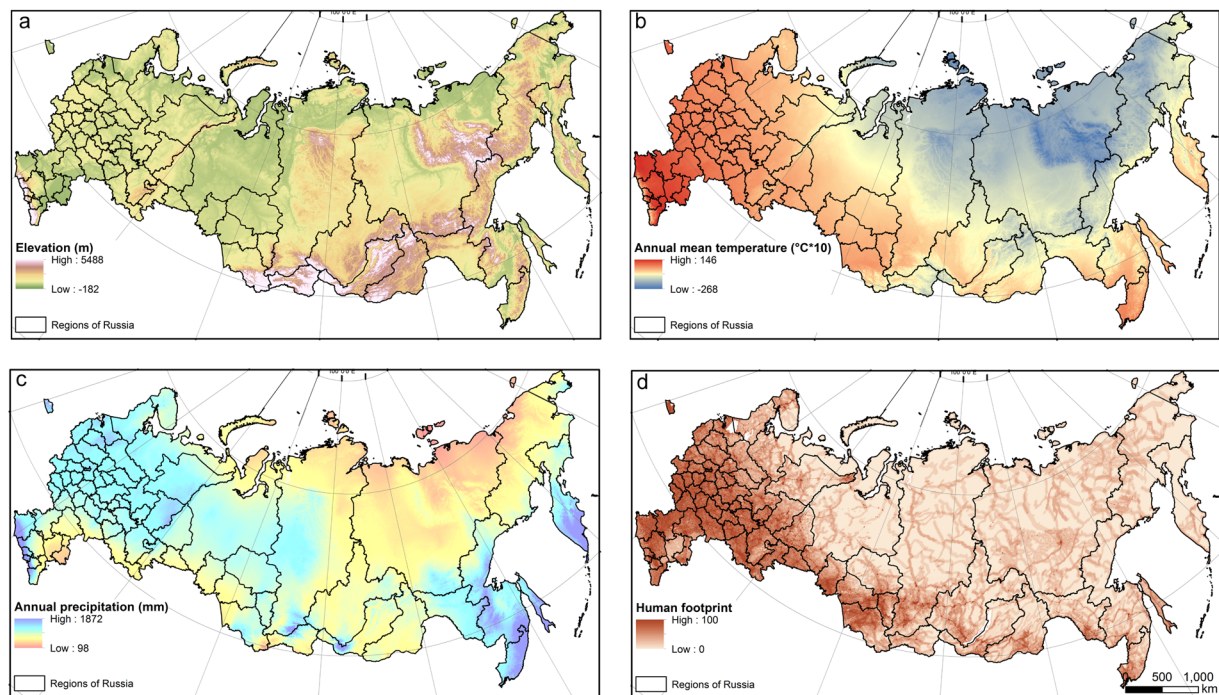 a
Elevation (m)
High : 5488
Low : -182
Regions of Russia
b
Annual mean temperature (°C*10)
High : 146
Low : -268
Regions of Russia
c
Annual precipitation (mm)
High : 1872
Low : 98
Regions of Russia
d
Human footprint
High : 100
Low : 0
Regions of Russia
0 500 1,000
km